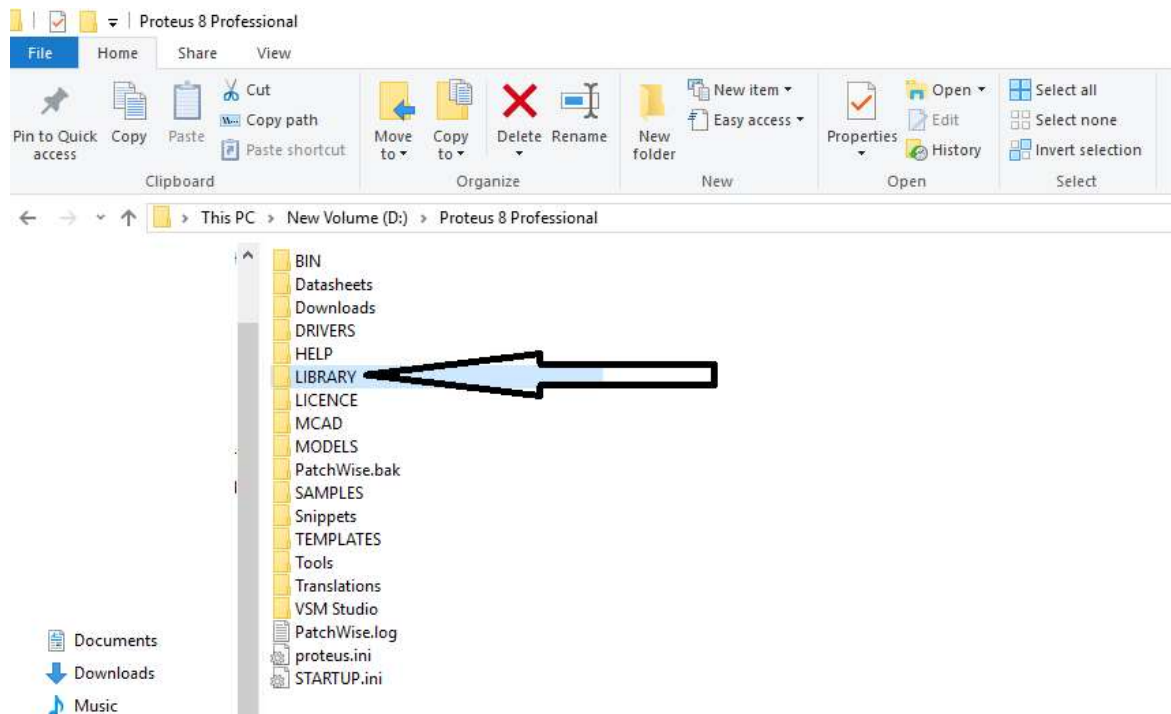 Proteus 8 Professional
File Home Share View
Pin to Quick access
Copy
Paste
Cut
Copy path
Paste shortcut
Clipboard
Move to
Copy to
Delete
Rename
Organize
New folder
New item
Easy access
New
Properties
Open
Edit
History
Open
Select all
Select none
Invert selection
Select
This PC > New Volume (D:) > Proteus 8 Professional
BIN
Datasheets
Downloads
DRIVERS
HELP
LIBRARY
LICENCE
MCAD
MODELS
PatchWise.bak
SAMPLES
Snippets
TEMPLATES
Tools
Translations
VSM Studio
PatchWise.log
proteus.ini
STARTUP.ini
Documents
Downloads
Music